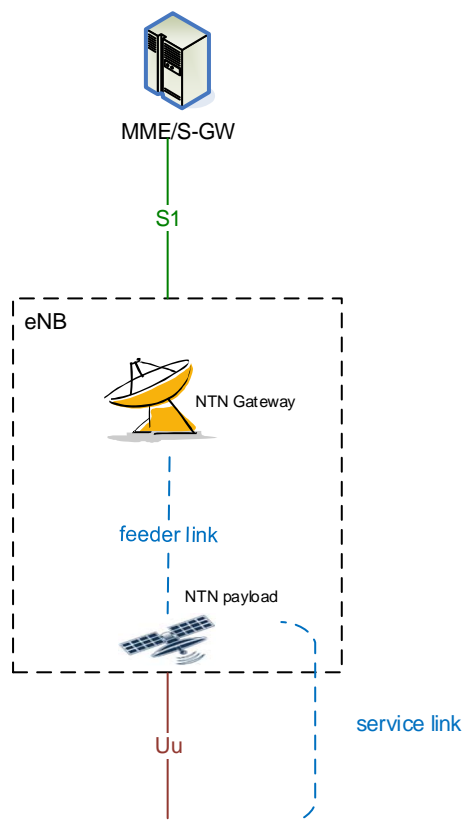 MME/S-GW
S1
eNB
NTN Gateway
feeder link
NTN payload
service link
Uu